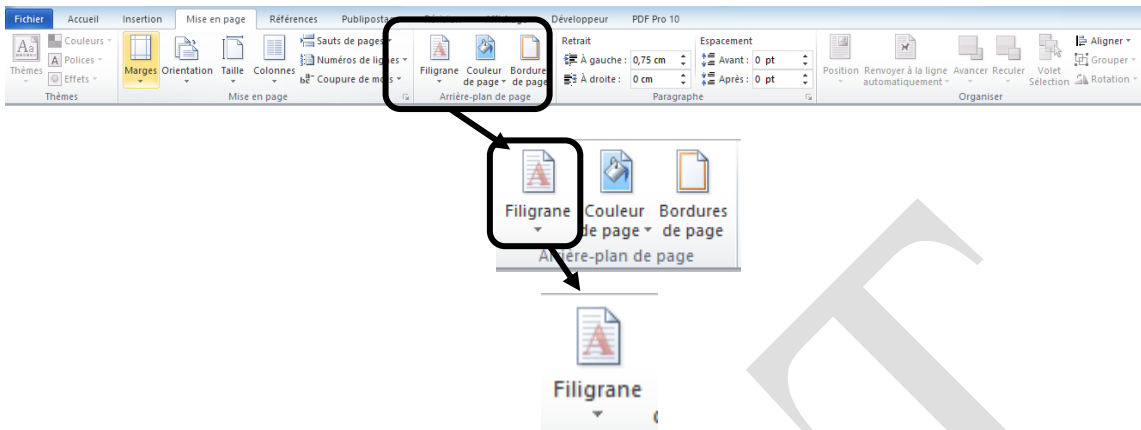 Fichier Accueil Insertion Mise en page Références Développeur PDF Pro 10
Thèmes
Couleurs
Polices
Effets
Thèmes
Marges Orientation Taille Colonnes
Sauts de pages
Numéros de lignes
Coupure de mots
Mise en page
Filigrane Couleur de page Bordures de page
Arrière-plan de page
Retrait
À gauche : 0,75 cm
À droite : 0 cm
Espacement
Avant : 0 pt
Après : 0 pt
Paragraphe
Position Renvoyer à la ligne automatiquement Avancer Reculer Volet Sélection
Aligner
Grouper
Rotation
Organiser
Filigrane Couleur Bordures
de page de page
Arrière-plan de page
Filigrane
T